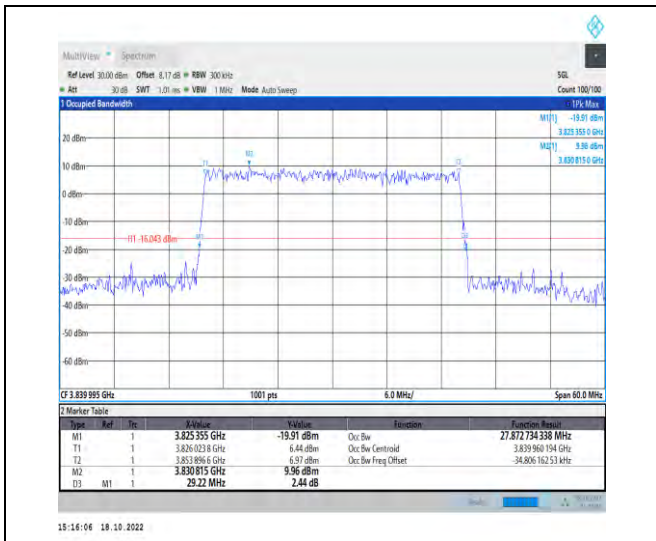 MultiView Spectrum
Ref Level 30.00 dBm Offset 8.17 dB RBW 300 kHz SGL
Att 30 dB SWT 1.01 ms VBW 1 MHz Mode Auto Sweep Count 100/100
1 Occupied Bandwidth 1Pk Max
M1[1] -19.91 dBm
3.825 355 0 GHz
20 dBm
M2[1] 9.96 dBm
3.830 815 0 GHz
T1 M2 T2
10 dBm
0 dBm
-10 dBm
H1 -16.043 dBm
-20 dBm
-30 dBm
-40 dBm
-50 dBm
-60 dBm
CF 3.839 995 GHz 1001 pts 6.0 MHz/ Span 60.0 MHz
2 Marker Table
Type Ref Trc X-Value Y-Value Function Function Result
M1 1 3.825 355 GHz -19.91 dBm Occ Bw 27.872 734 338 MHz
T1 1 3.826 023 8 GHz 6.44 dBm Occ Bw Centroid 3.839 960 194 GHz
T2 1 3.853 896 6 GHz 6.97 dBm Occ Bw Freq Offset -34.806 162 53 kHz
M2 1 3.830 815 GHz 9.96 dBm
D3 M1 1 29.22 MHz 2.44 dB
15:16:06 18.10.2022